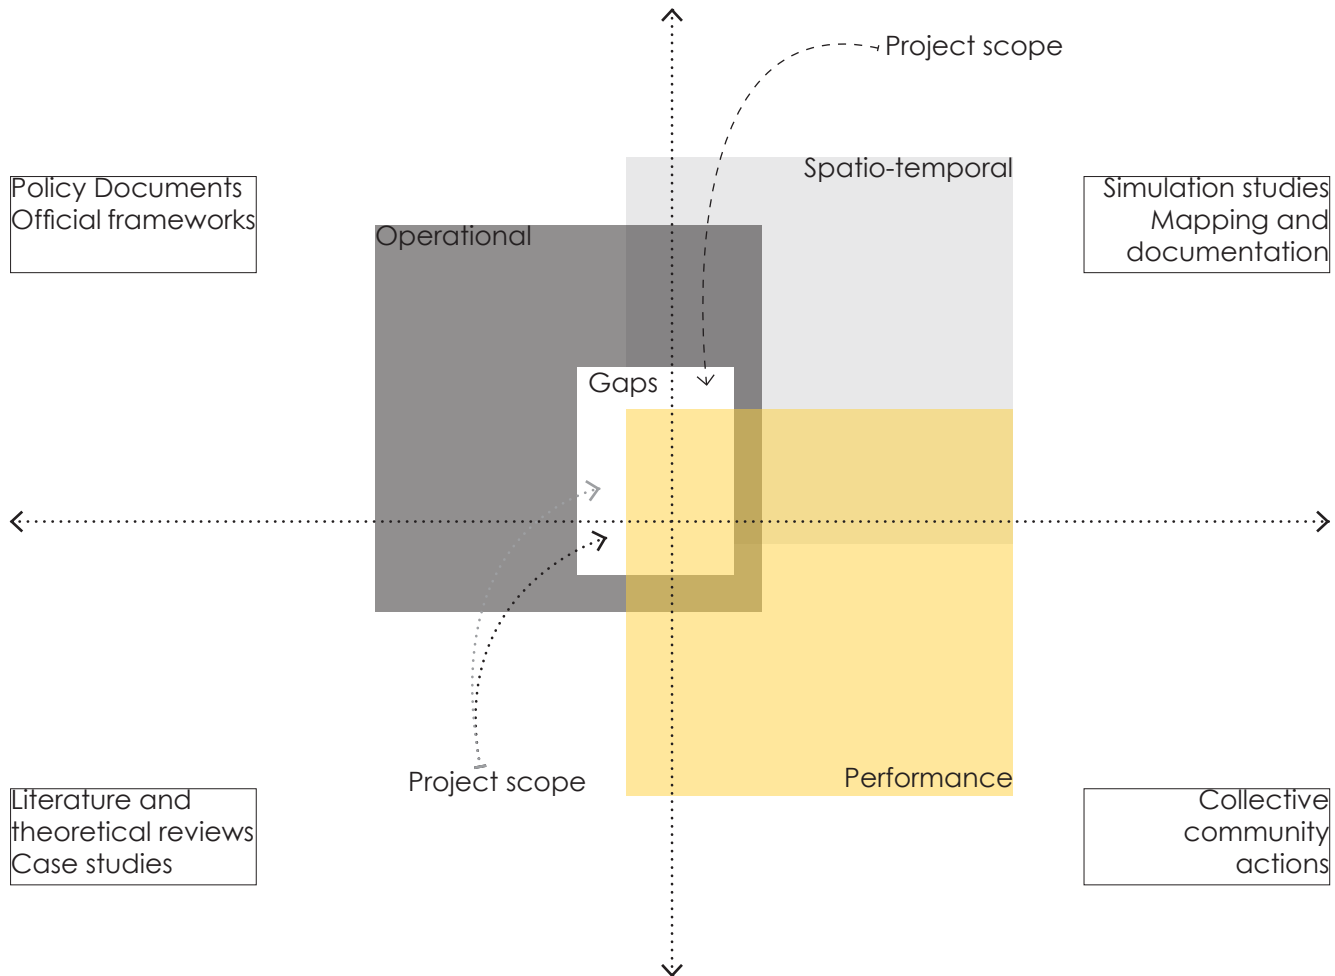 Project scope
Spatio-temporal
Policy Documents
Official frameworks
Simulation studies
Mapping and
documentation
Operational
Gaps
Project scope
Performance
Literature and
theoretical reviews
Case studies
Collective
community
actions